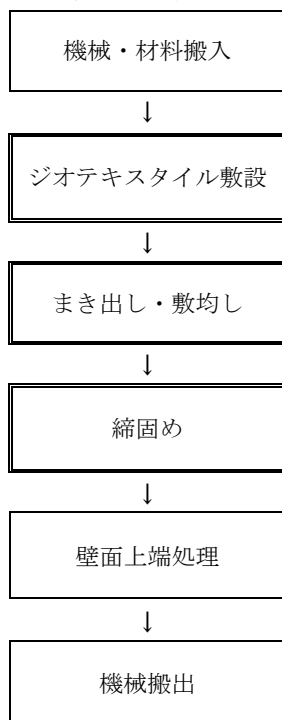 機械・材料搬入
↓
ジオテキスタイル敷設
↓
まき出し・敷均し
↓
締固め
↓
壁面上端処理
↓
機械搬出